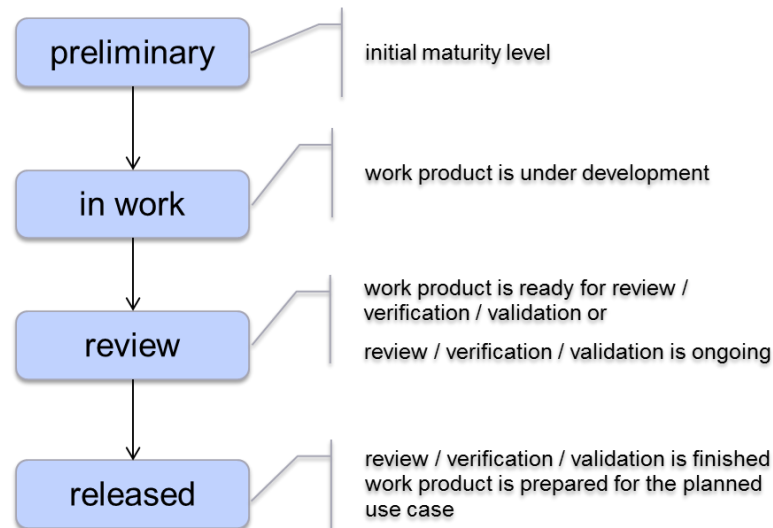 preliminary
initial maturity level
in work
work product is under development
review
work product is ready for review /
verification / validation or
review / verification / validation is ongoing
released
review / verification / validation is finished
work product is prepared for the planned
use case